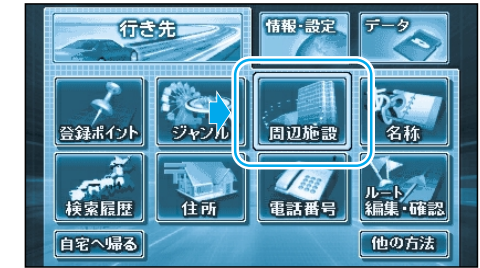 行き先
情報・設定
データ
登録ポイント
ジャンル
周辺施設
名称
検索履歴
住所
電話番号
ルート
編集・確認
自宅へ帰る
他の方法